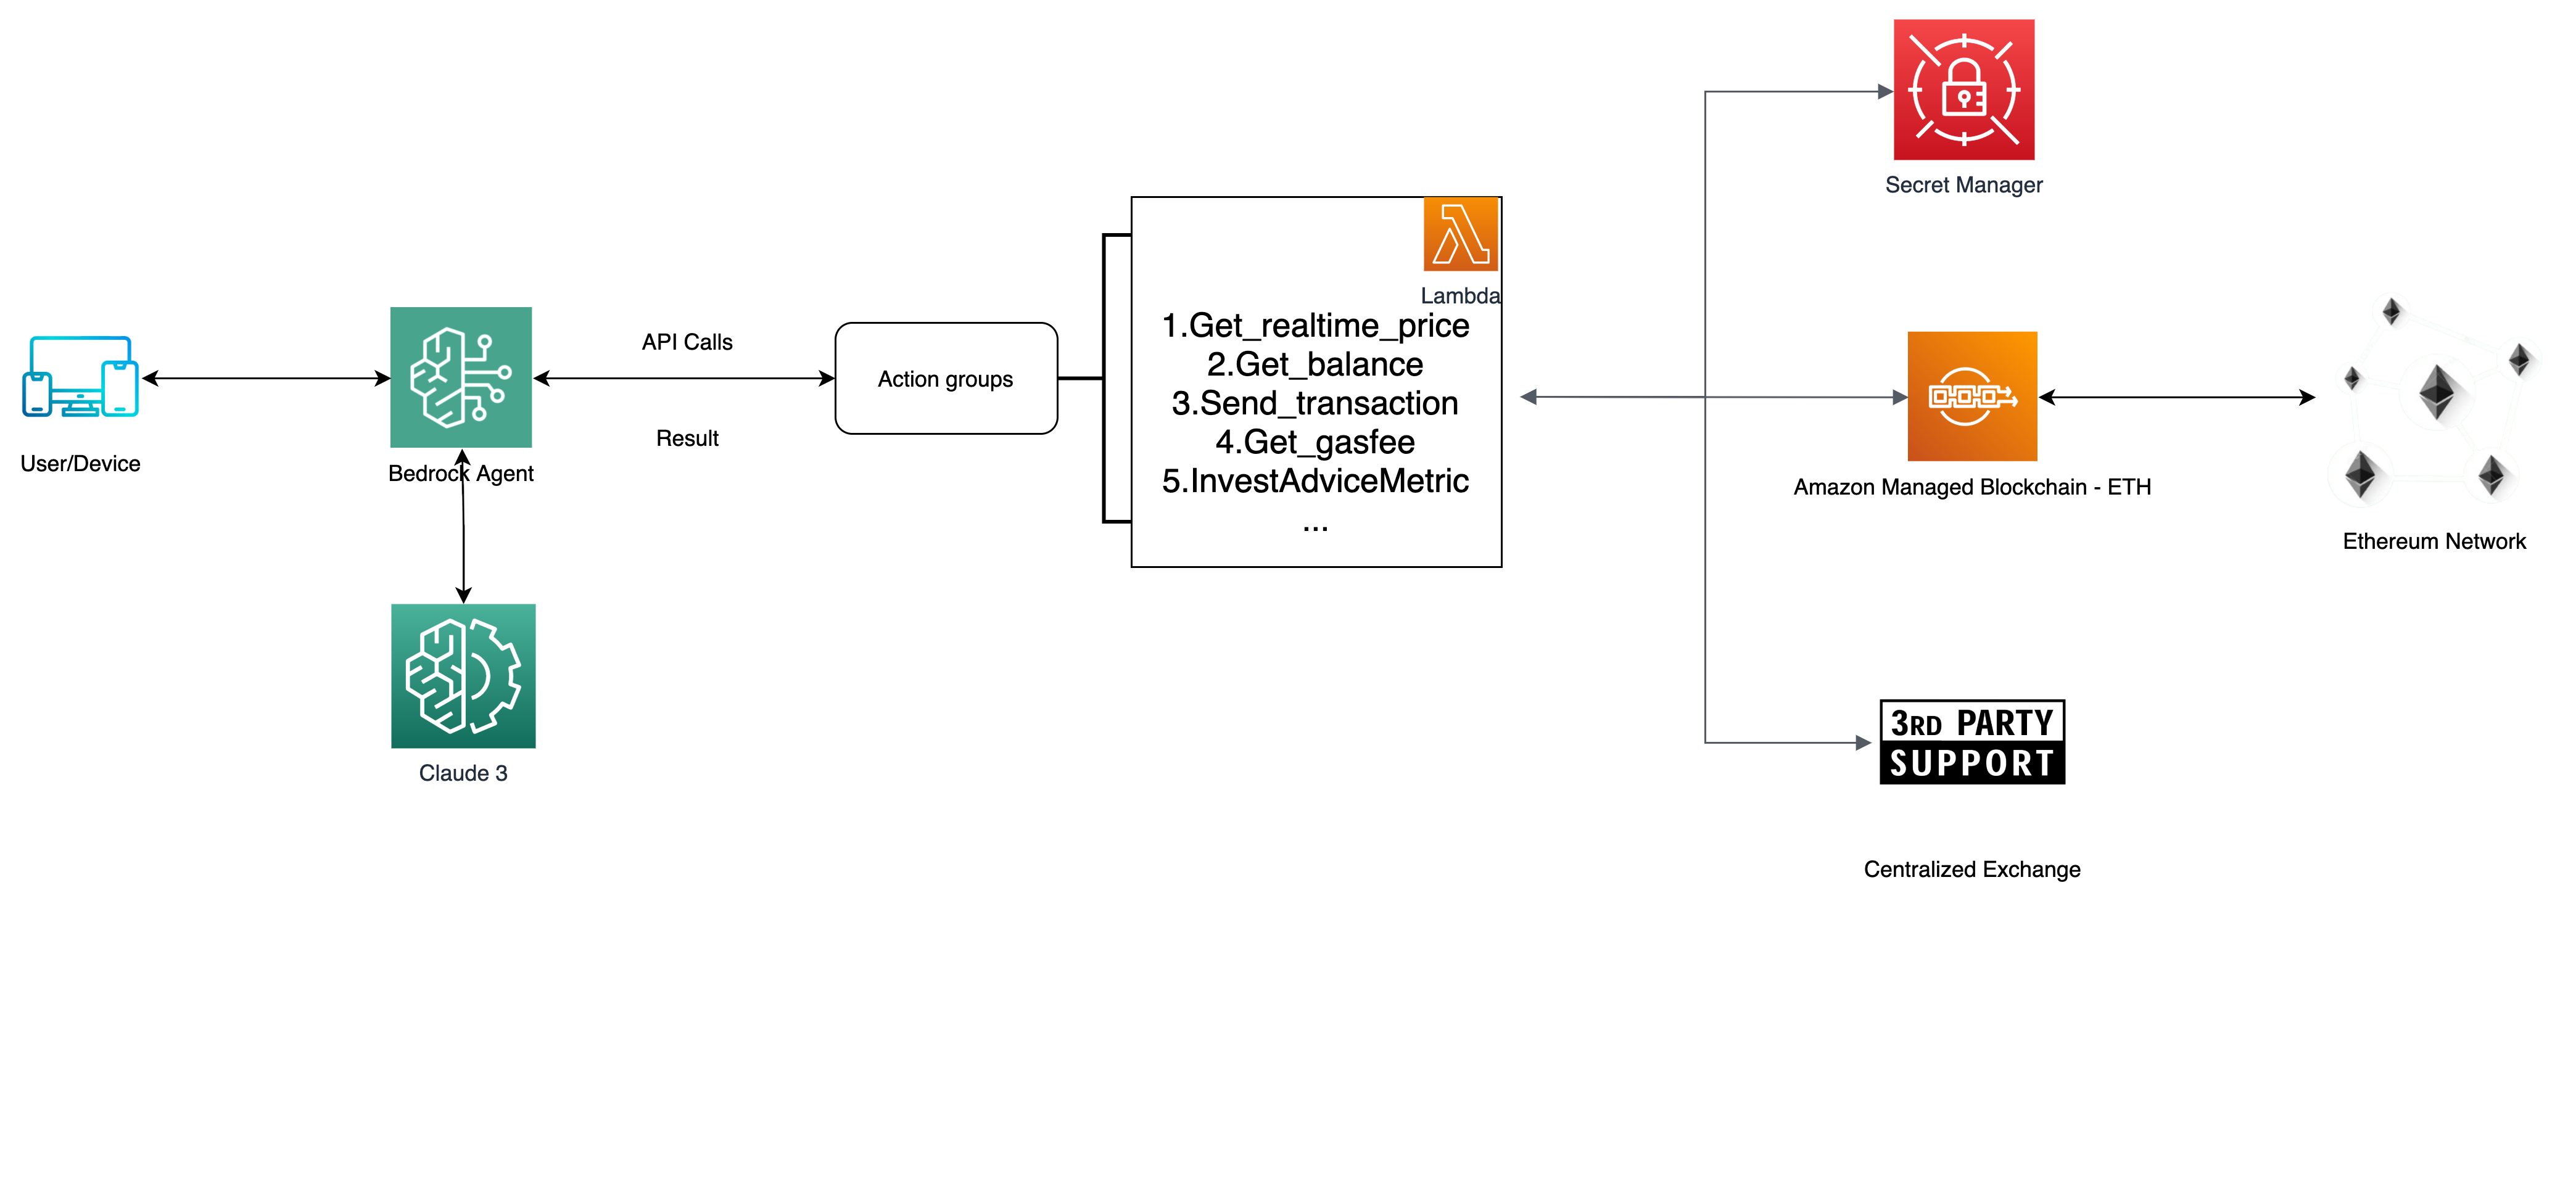 Secret Manager
Lambda
1.Get_realtime_price
2.Get_balance
3.Send_transaction
4.Get_gasfee
5.InvestAdviceMetric
...
API Calls
Action groups
Result
User/Device
Bedrock Agent
Amazon Managed Blockchain - ETH
Ethereum Network
Claude 3
3RD PARTY
SUPPORT
Centralized Exchange